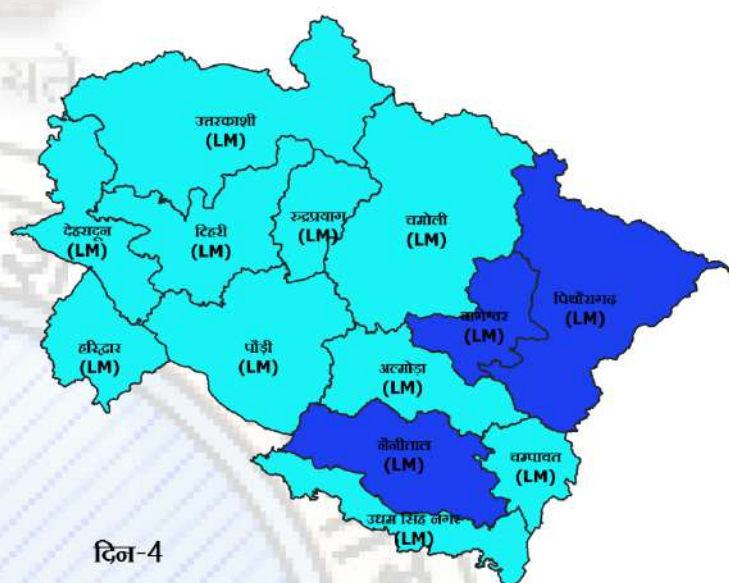 उत्तरकाशी
(LM)
देहरादून
(LM)
टिहरी
(LM)
रुद्रप्रयाग
(LM)
चमोली
(LM)
बागेश्वर
(LM)
पिथौरागढ़
(LM)
हरिद्वार
(LM)
पौड़ी
(LM)
अल्मोड़ा
(LM)
नैनीताल
(LM)
चम्पावत
(LM)
उधम सिंह नगर
(LM)
दिन-4